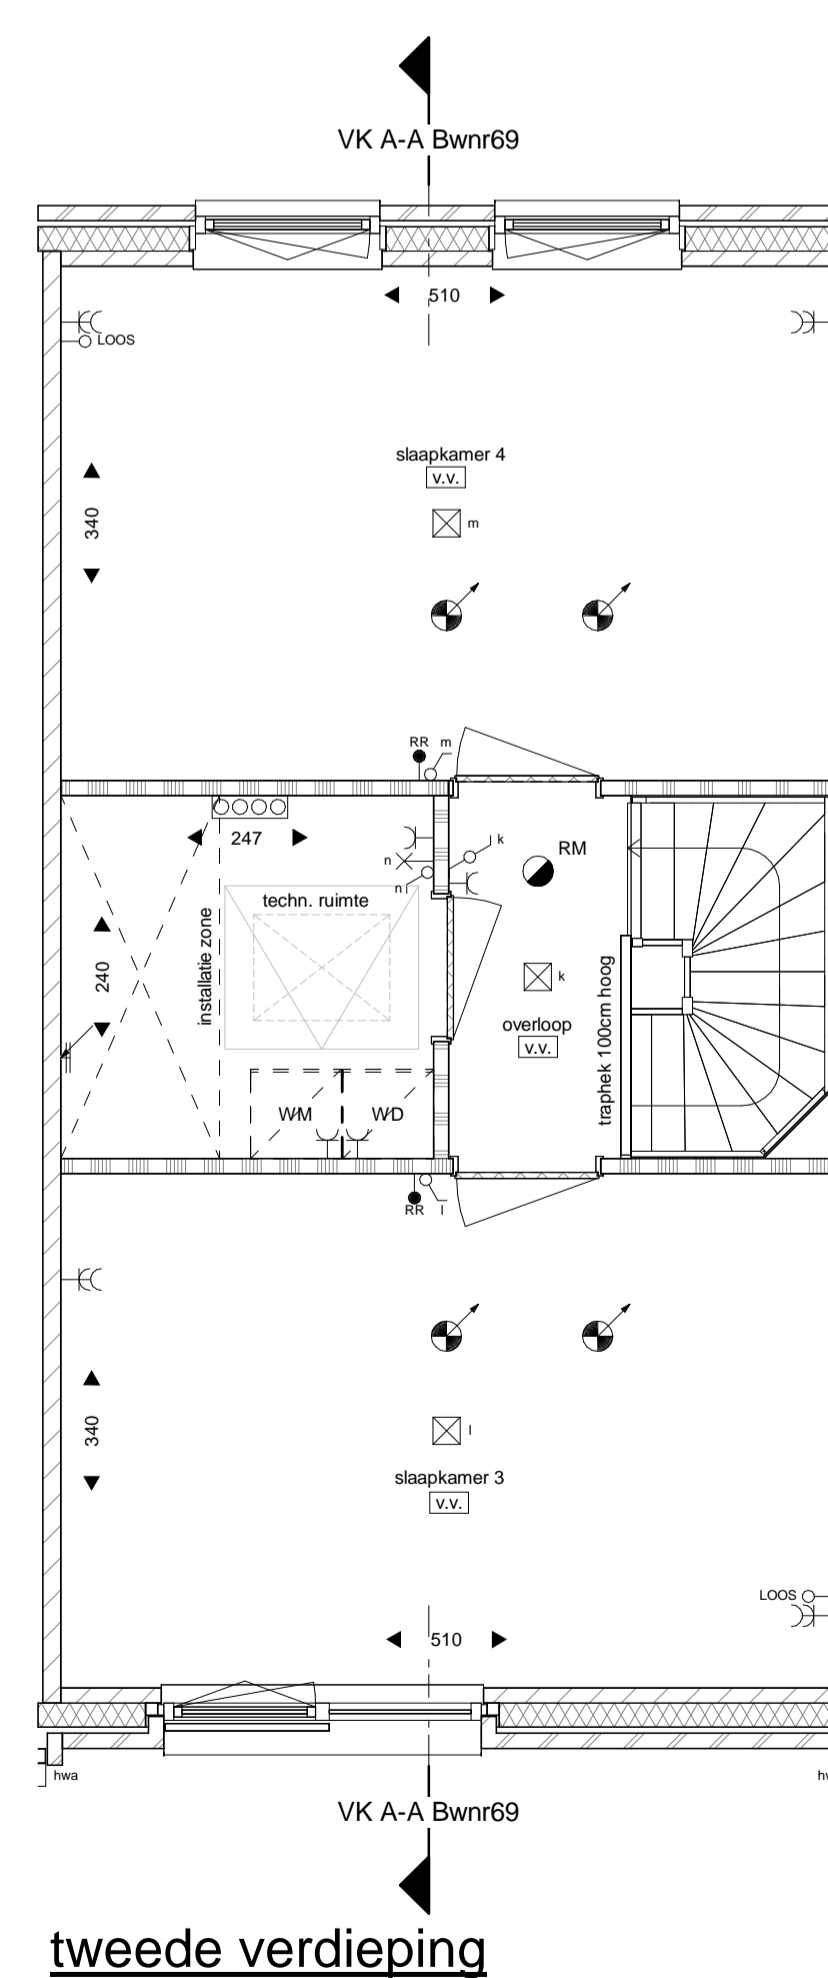 VK A-A Bwnr69
510
LOOS
slaapkamer 4
v.v.
m
340
RR m
247
n
k
RM
n
techn. ruimte
installatie zone
240
k
overloop
v.v.
traphek 100cm hoog
WM
WD
RR l
340
l
slaapkamer 3
v.v.
LOOS
510
hwa
VK A-A Bwnr69
tweede verdieping